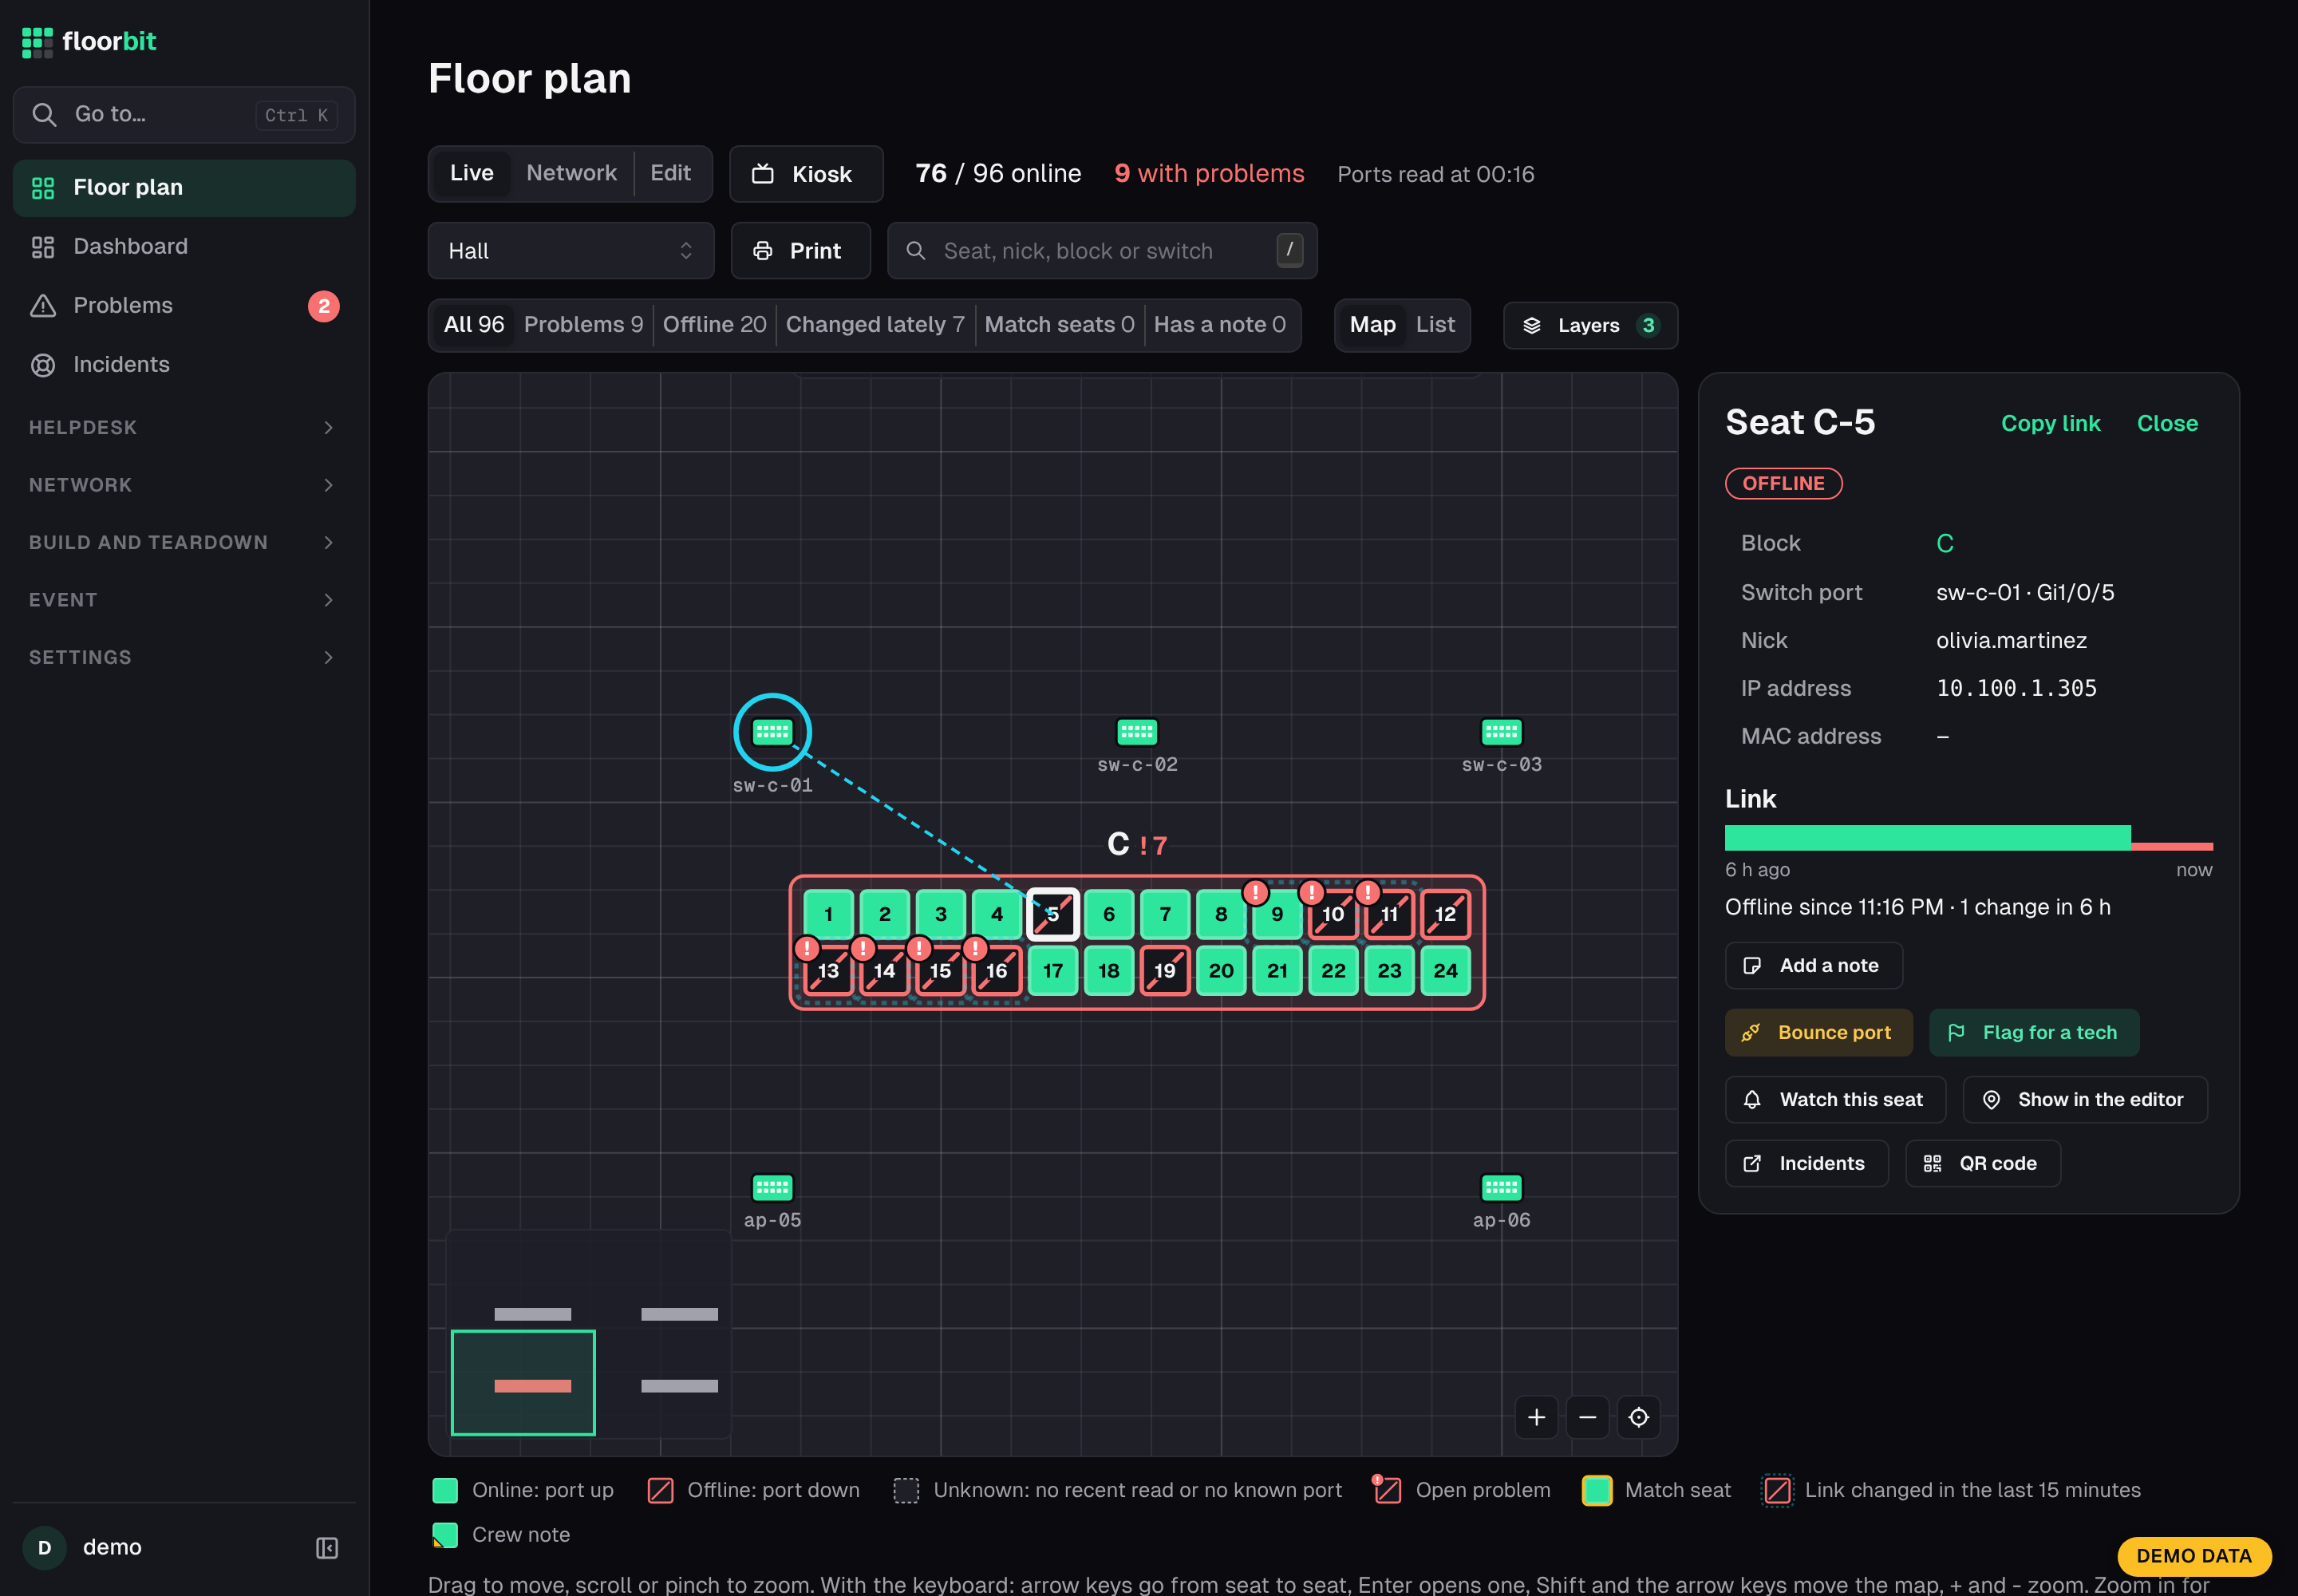 floorbit
Go to... Ctrl K
Floor plan
Dashboard
Problems 2
Incidents
HELPDESK
NETWORK
BUILD AND TEARDOWN
EVENT
SETTINGS
D demo
Floor plan
Live Network Edit Kiosk 76 / 96 online 9 with problems Ports read at 00:16
Hall Print Seat, nick, block or switch /
All 96 Problems 9 Offline 20 Changed lately 7 Match seats 0 Has a note 0 Map List Layers 3
sw-c-01 sw-c-02 sw-c-03
C !7
1 2 3 4 5 6 7 8 ! 9 ! 10 ! 11 12
! 13 ! 14 ! 15 ! 16 17 18 19 20 21 22 23 24
ap-05 ap-06
Seat C-5 Copy link Close
OFFLINE
Block C
Switch port sw-c-01 · Gi1/0/5
Nick olivia.martinez
IP address 10.100.1.305
MAC address –
Link
6 h ago now
Offline since 11:16 PM · 1 change in 6 h
Add a note
Bounce port Flag for a tech
Watch this seat Show in the editor
Incidents QR code
Online: port up Offline: port down Unknown: no recent read or no known port Open problem Match seat Link changed in the last 15 minutes
Crew note
DEMO DATA
Drag to move, scroll or pinch to zoom. With the keyboard: arrow keys go from seat to seat, Enter opens one, Shift and the arrow keys move the map, + and - zoom. Zoom in for